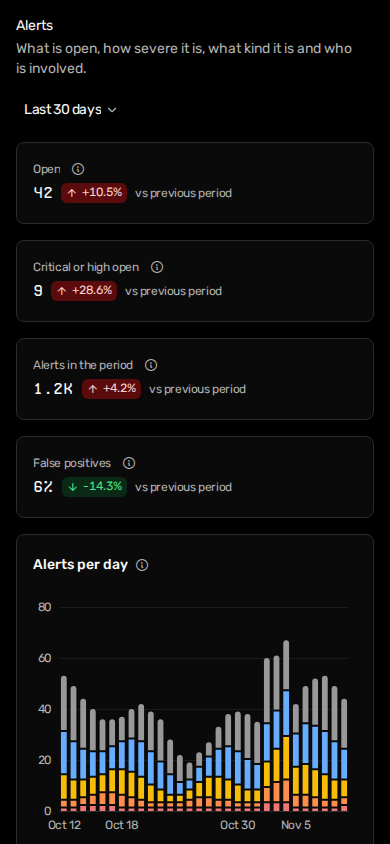 Alerts
What is open, how severe it is, what kind it is and who
is involved.
Last 30 days
Open
42 ↑ +10.5% vs previous period
Critical or high open
9 ↑ +28.6% vs previous period
Alerts in the period
1.2K ↑ +4.2% vs previous period
False positives
6% ↓ -14.3% vs previous period
Alerts per day
80
60
40
20
0
Oct 12 Oct 18 Oct 30 Nov 5